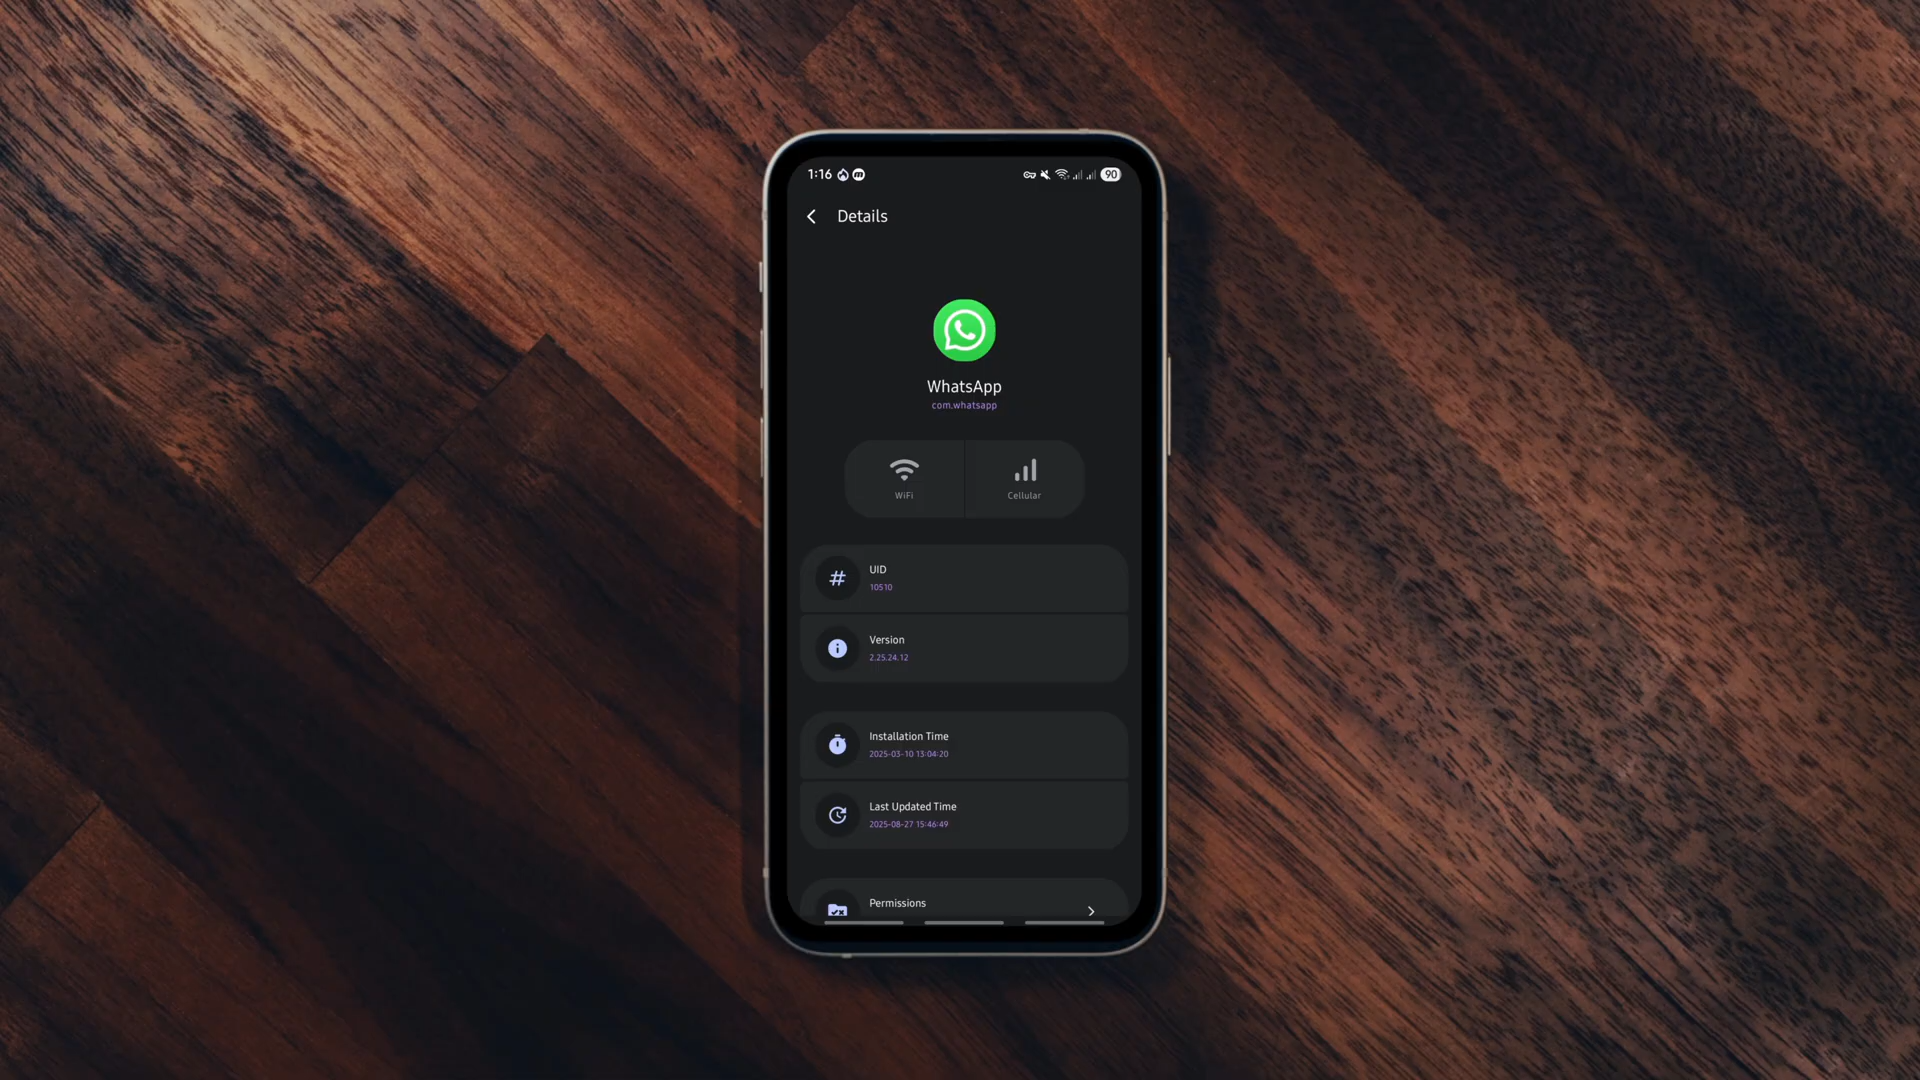 1:16
90
Details
WhatsApp
com.whatsapp
WiFi
Cellular
UID
10510
Version
2.25.24.12
Installation Time
2025-03-10 13:04:20
Last Updated Time
2025-08-27 15:46:49
Permissions